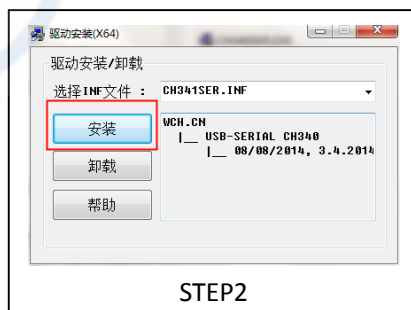 驱动安装(X64)
驱动安装/卸载
选择INF文件 : CH341SER.INF
安装
卸载
帮助
WCH.CN
|__ USB-SERIAL CH340
|__ 08/08/2014, 3.4.2014
STEP2